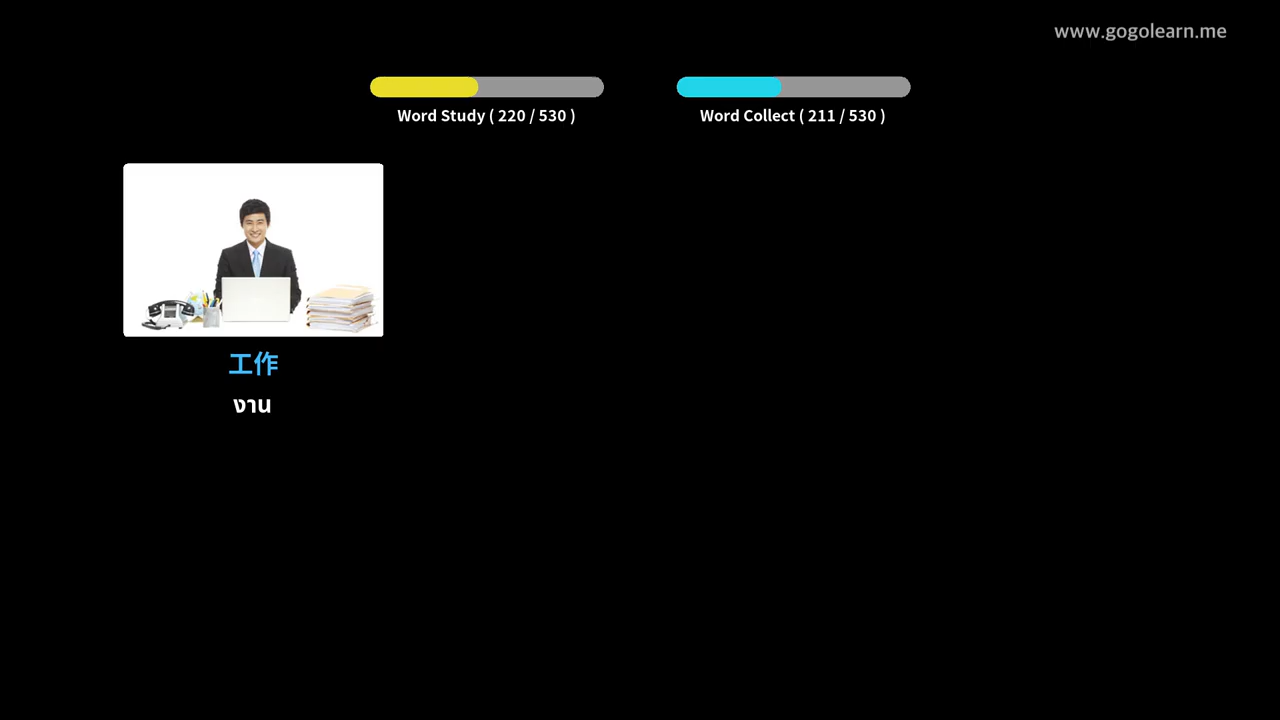 www.gogolearn.me
Word Study ( 220 / 530 )
Word Collect ( 211 / 530 )
工作
งาน